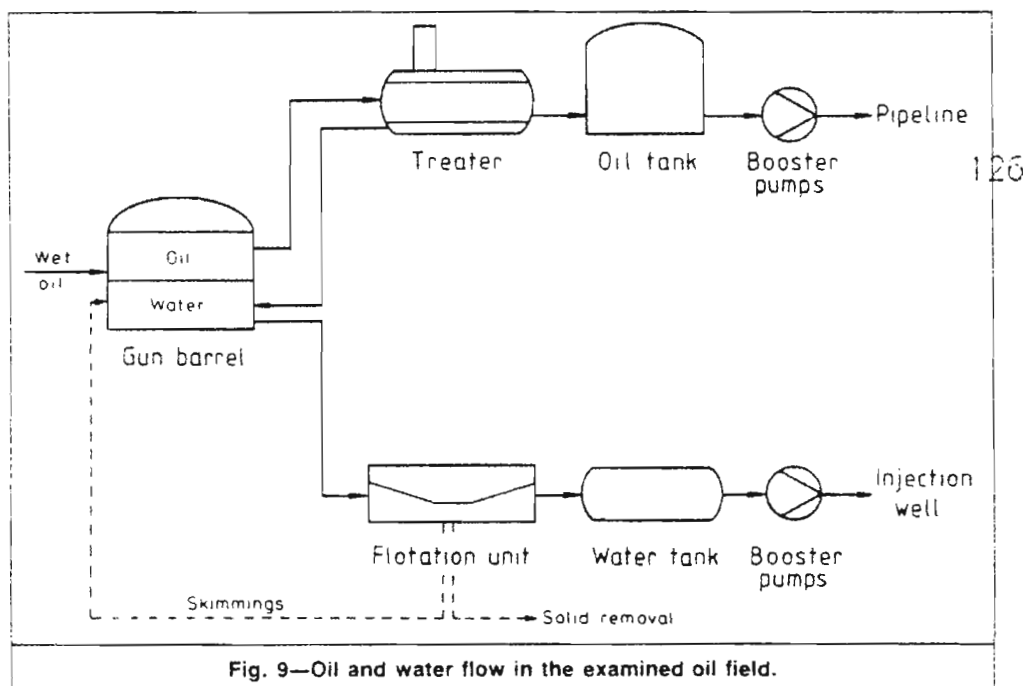 Treater
Oil tank
Booster
pumps
Pipeline
126
Wet
oil
Oil
Water
Gun barrel
Flotation unit
Water tank
Booster
pumps
Injection
well
Skimmings
Solid removal
Fig. 9—Oil and water flow in the examined oil field.